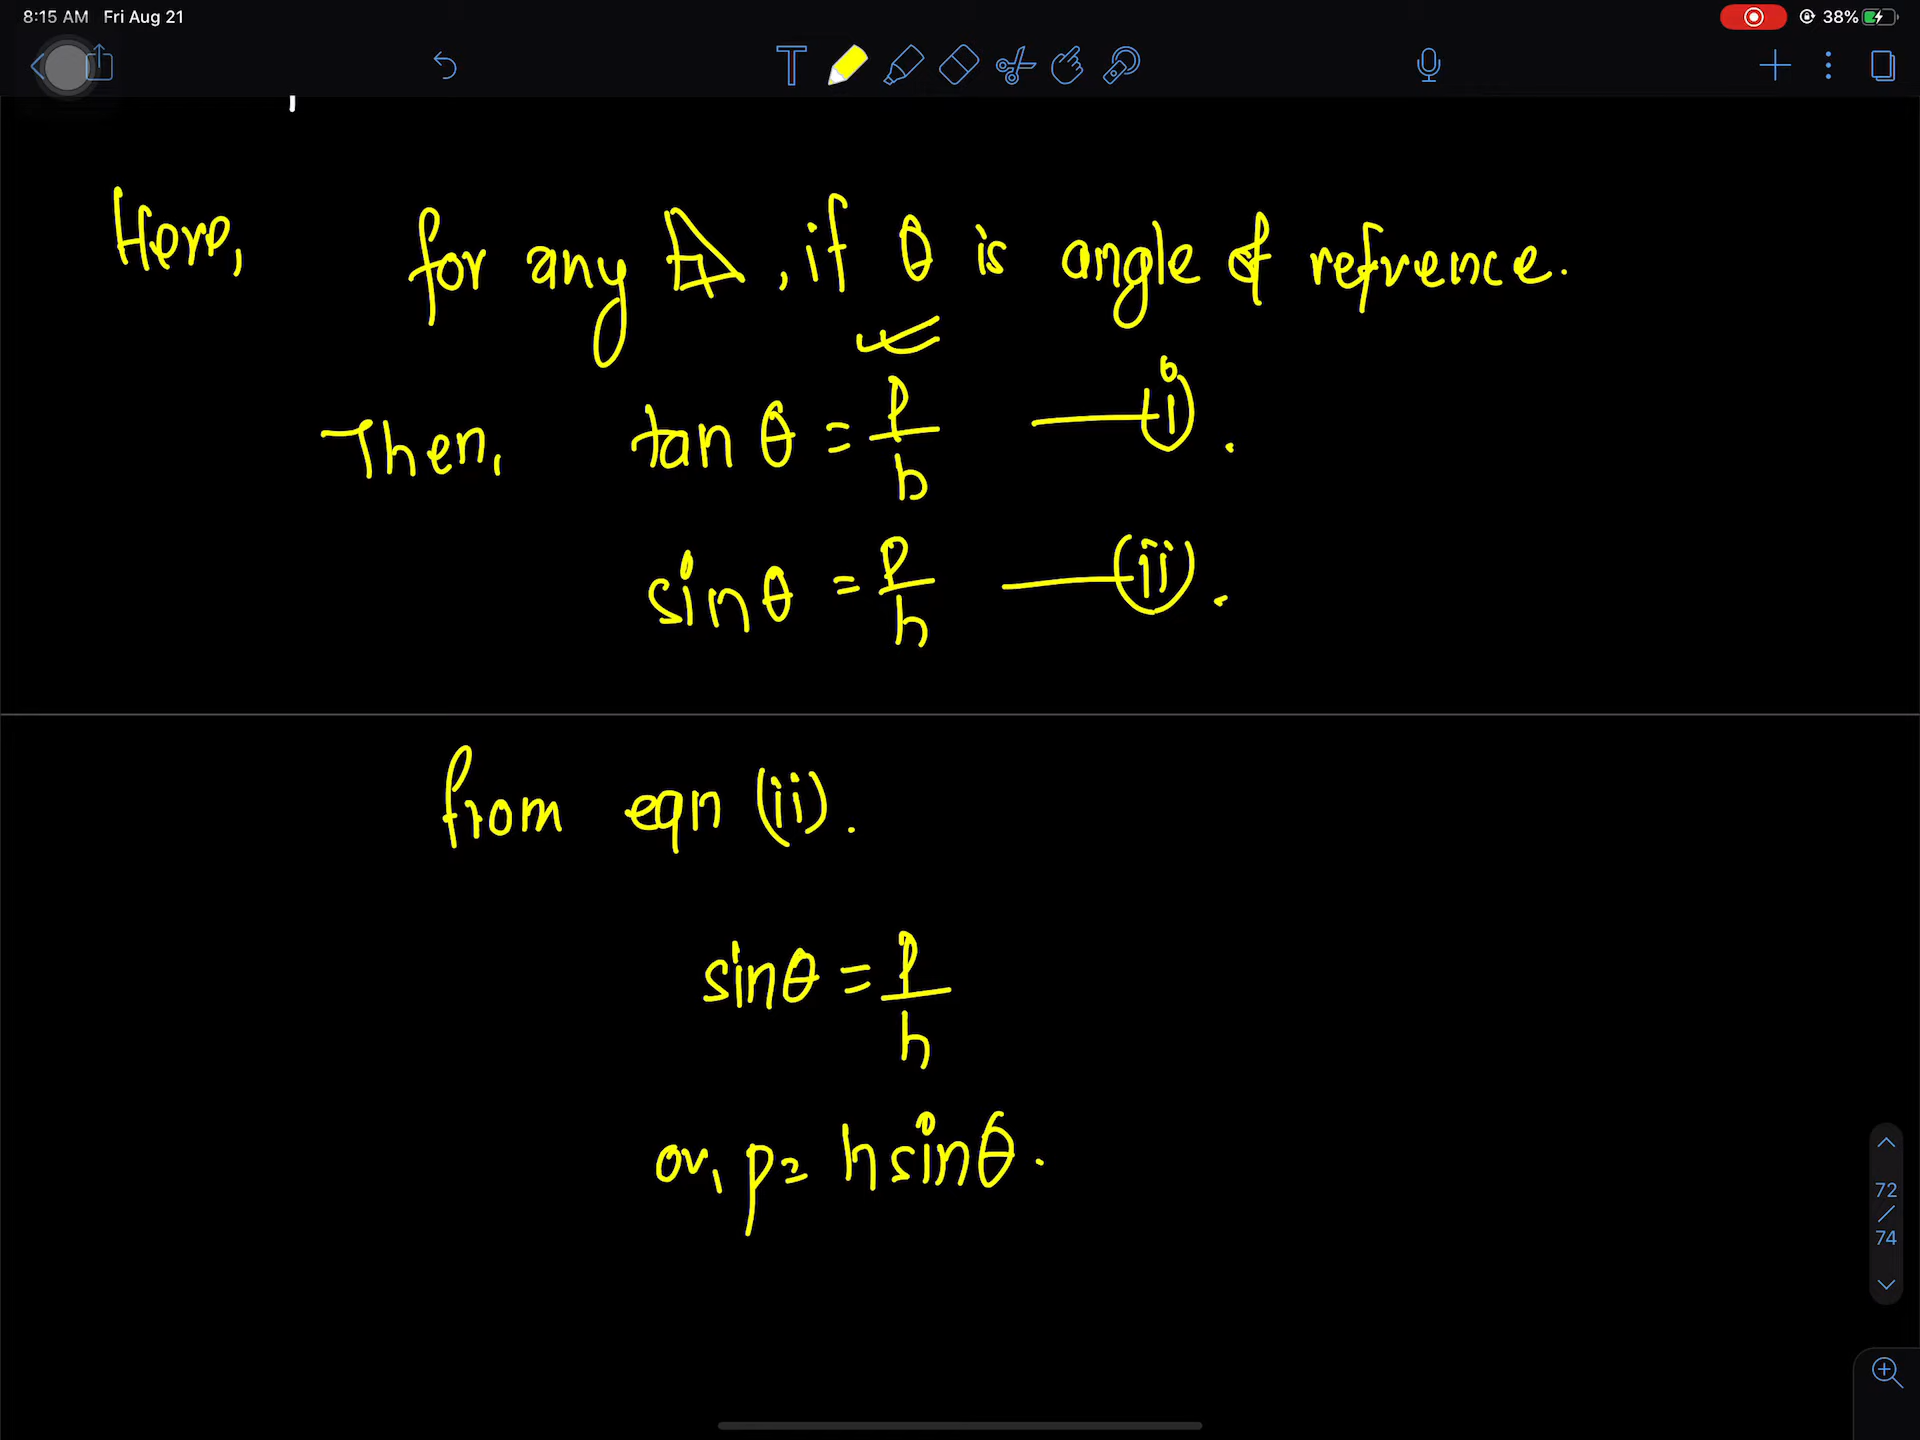 8:15 AM Fri Aug 21
38%
Here, for any ◺, if θ is angle of refrence.
Then, tan θ = p/b ——(i).
sinθ = p/h ——(ii).
from eqn (ii).
sinθ = p/h
or, p= hsinθ.
72
/
74